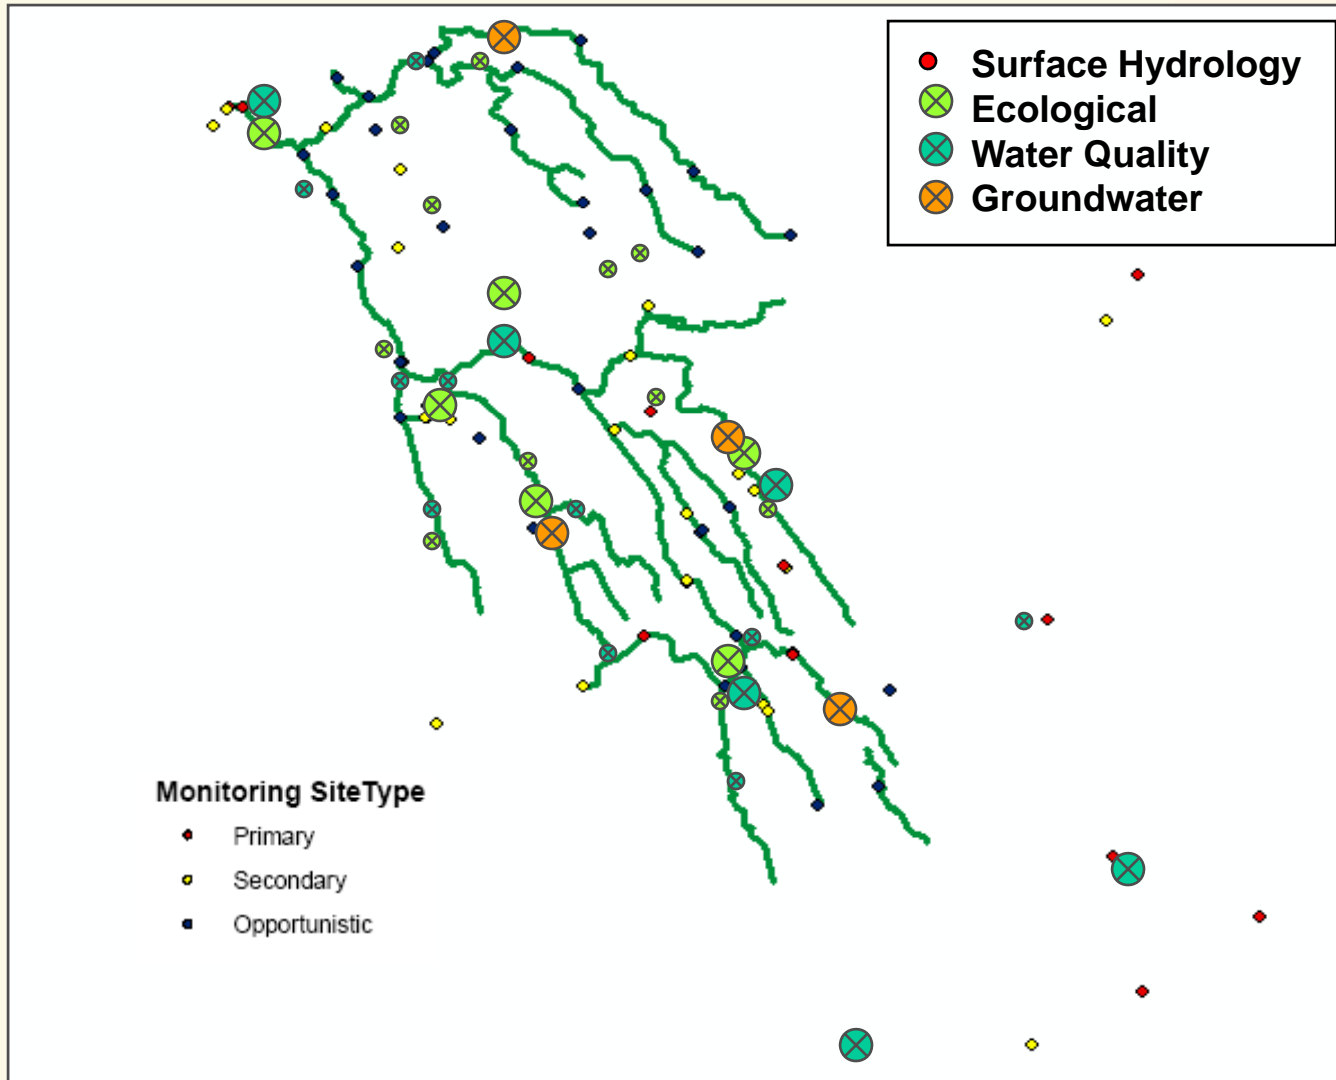 Surface Hydrology
Ecological
Water Quality
Groundwater
Monitoring SiteType
Primary
Secondary
Opportunistic